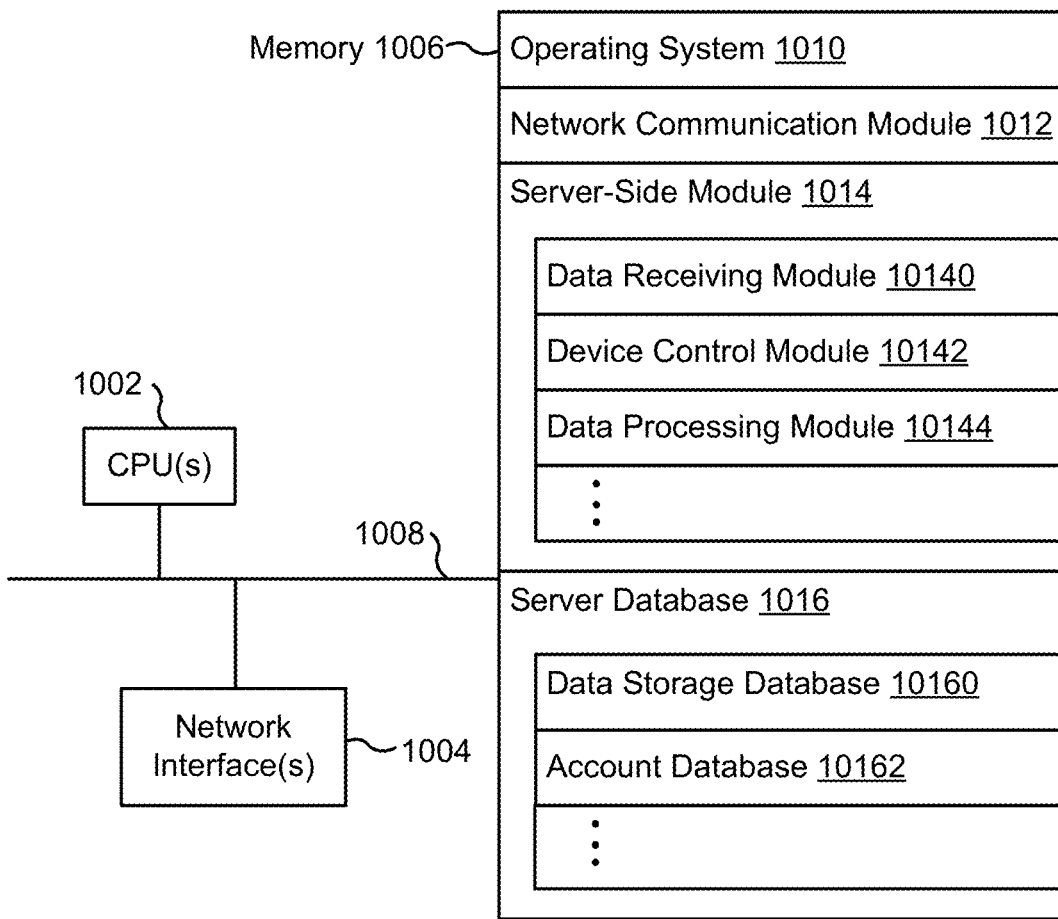 Memory 1006
Operating System 1010
Network Communication Module 1012
Server-Side Module 1014
Data Receiving Module 10140
Device Control Module 10142
Data Processing Module 10144
1002
CPU(s)
1008
Server Database 1016
Data Storage Database 10160
Account Database 10162
Network
Interface(s)
1004